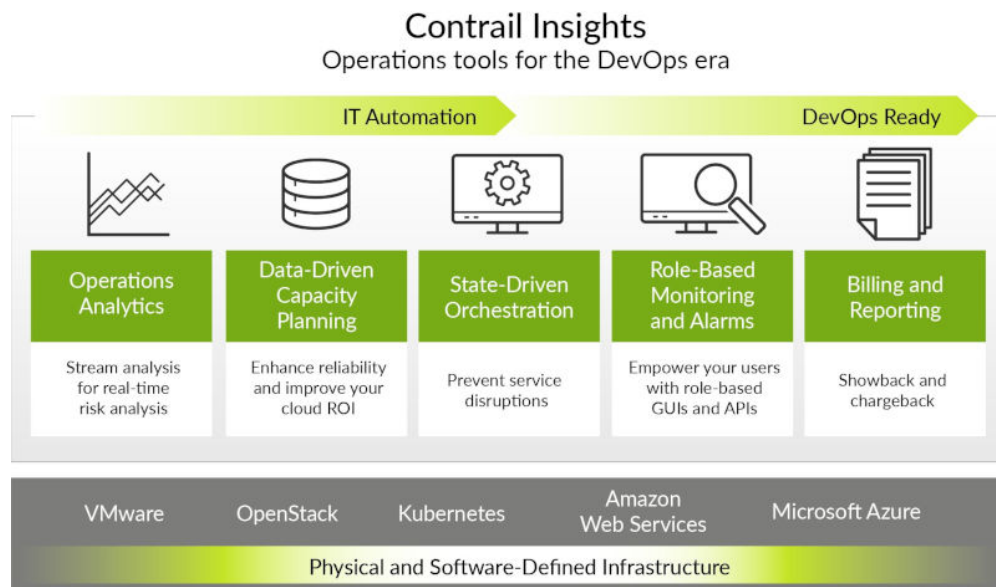 Contrail Insights
Operations tools for the DevOps era
IT Automation
DevOps Ready
Operations
Analytics
Stream analysis
for real-time
risk analysis
Data-Driven
Capacity
Planning
Enhance reliability
and improve your
cloud ROI
State-Driven
Orchestration
Prevent service
disruptions
Role-Based
Monitoring
and Alarms
Empower your users
with role-based
GUIs and APIs
Billing and
Reporting
Showback and
chargeback
VMware
OpenStack
Kubernetes
Amazon
Web Services
Microsoft Azure
Physical and Software-Defined Infrastructure